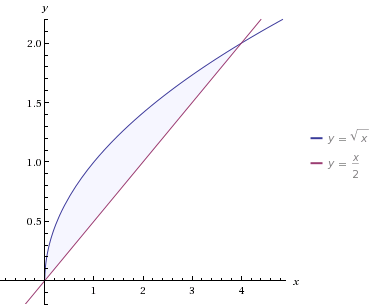 y
2.0
1.5
1.0
0.5
1 2 3 4 x
y = √x
y = x/2